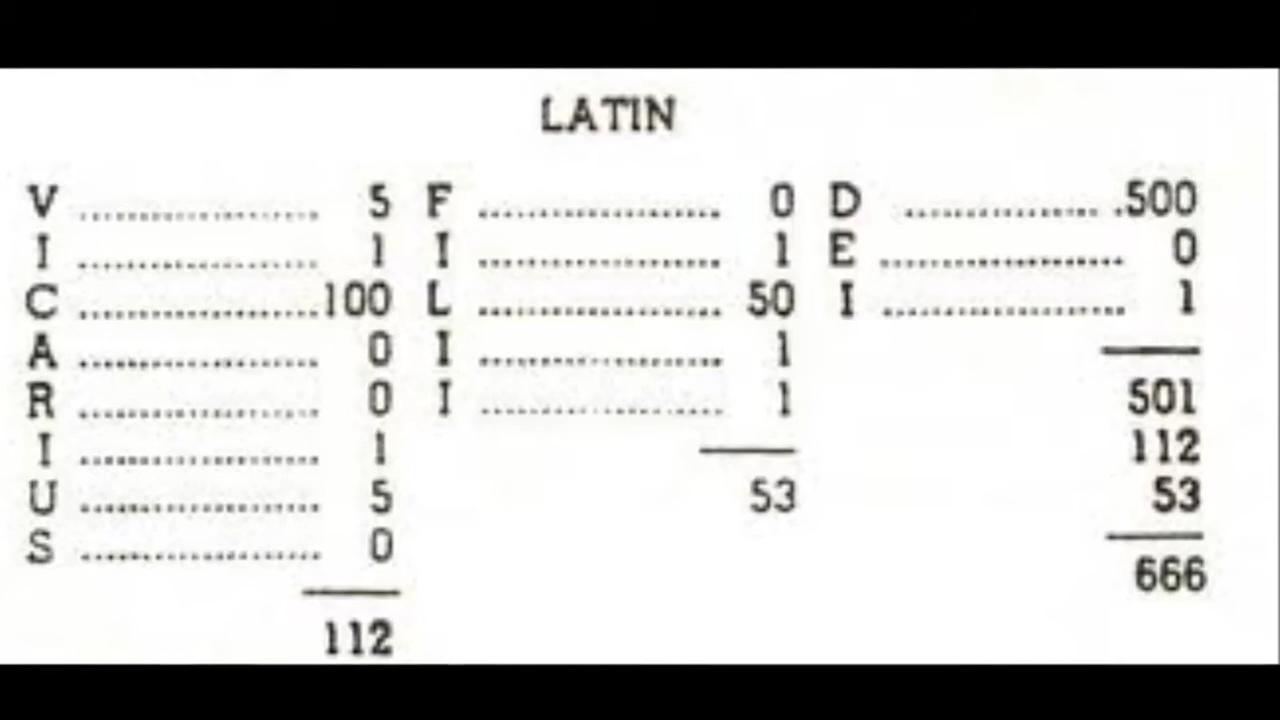 LATIN
V ........................ 5 F ........................ 0 D .................... 500
I ........................ 1 I ........................ 1 E ........................ 0
C ........................ 100 L ........................ 50 I ........................ 1
A ........................ 0 I ........................ 1
R ........................ 0 I ........................ 1 501
I ........................ 1 112
U ........................ 5 53 53
S ........................ 0 666
112